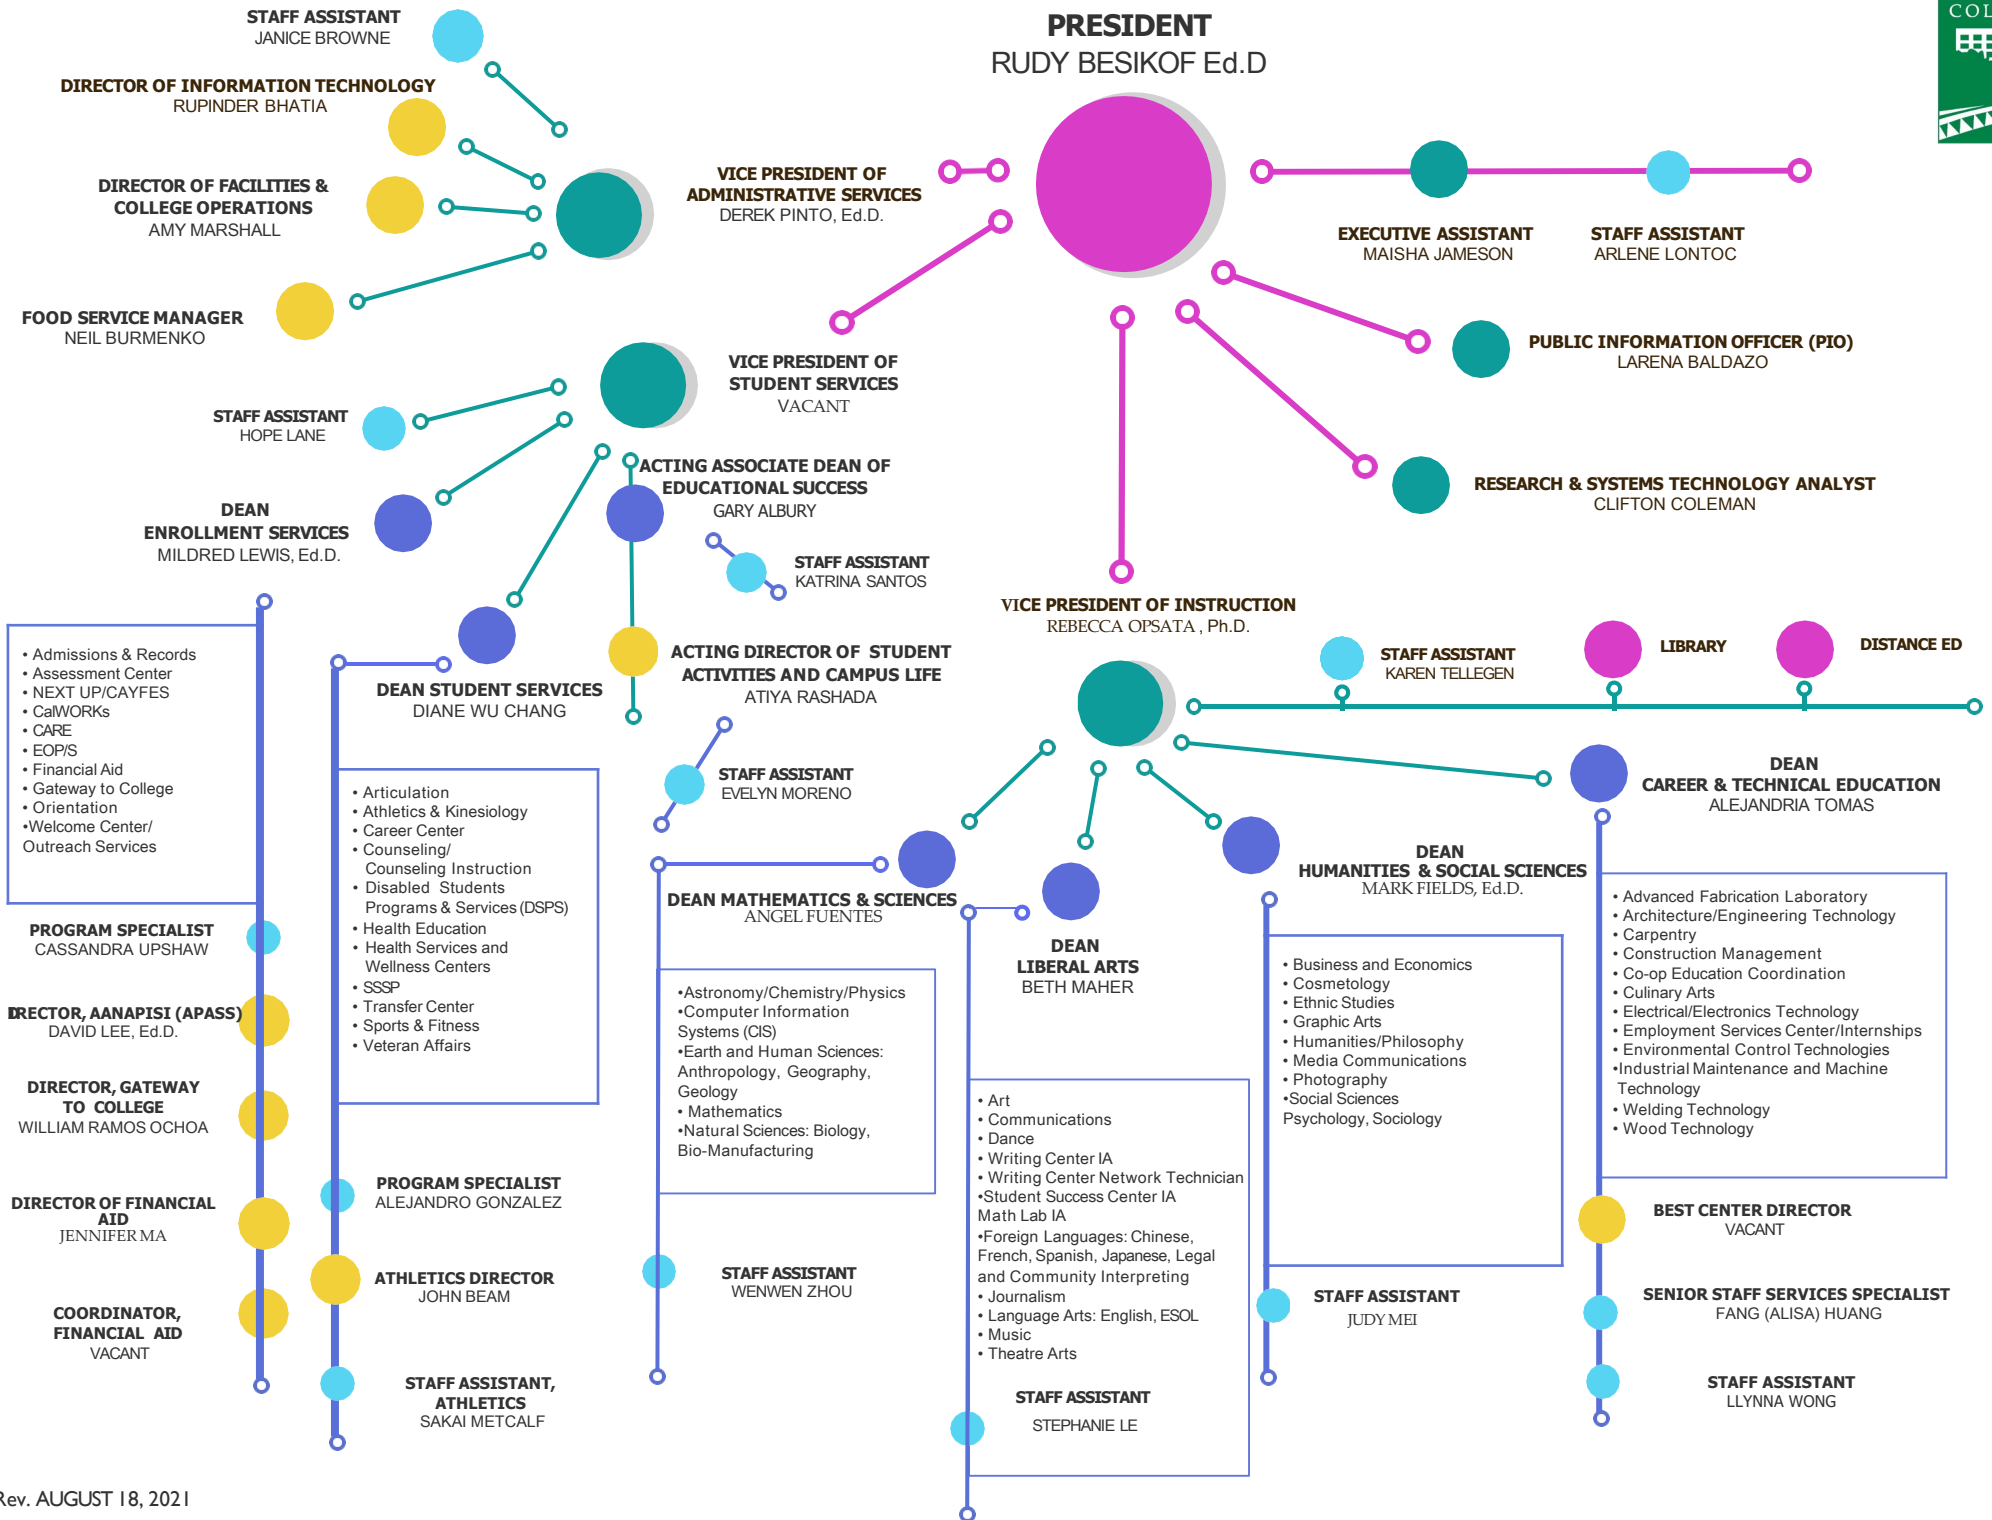 STAFF ASSISTANT
JANICE BROWNE
DIRECTOR OF INFORMATION TECHNOLOGY
RUPINDER BHATIA
DIRECTOR OF FACILITIES &
COLLEGE OPERATIONS
AMY MARSHALL
FOOD SERVICE MANAGER
NEIL BURMENKO
PRESIDENT
RUDY BESIKOF Ed.D
COL
VICE PRESIDENT OF
ADMINISTRATIVE SERVICES
DEREK PINTO, Ed.D.
EXECUTIVE ASSISTANT
MAISHA JAMESON
STAFF ASSISTANT
ARLENE LONTOC
PUBLIC INFORMATION OFFICER (PIO)
LARENA BALDAZO
RESEARCH & SYSTEMS TECHNOLOGY ANALYST
CLIFTON COLEMAN
VICE PRESIDENT OF
STUDENT SERVICES
VACANT
STAFF ASSISTANT
HOPE LANE
DEAN
ENROLLMENT SERVICES
MILDRED LEWIS, Ed.D.
ACTING ASSOCIATE DEAN OF
EDUCATIONAL SUCCESS
GARY ALBURY
STAFF ASSISTANT
KATRINA SANTOS
VICE PRESIDENT OF INSTRUCTION
REBECCA OPSATA , Ph.D.
STAFF ASSISTANT
KAREN TELLEGEN
LIBRARY
DISTANCE ED
• Admissions & Records
• Assessment Center
• NEXT UP/CAYFES
• CalWORKs
• CARE
• EOP/S
• Financial Aid
• Gateway to College
• Orientation
•Welcome Center/
Outreach Services
DEAN STUDENT SERVICES
DIANE WU CHANG
ACTING DIRECTOR OF STUDENT
ACTIVITIES AND CAMPUS LIFE
ATIYA RASHADA
STAFF ASSISTANT
EVELYN MORENO
• Articulation
• Athletics & Kinesiology
• Career Center
• Counseling/
Counseling Instruction
• Disabled Students
Programs & Services (DSPS)
• Health Education
• Health Services and
Wellness Centers
• SSSP
• Transfer Center
• Sports & Fitness
• Veteran Affairs
DEAN
CAREER & TECHNICAL EDUCATION
ALEJANDRIA TOMAS
DEAN
HUMANITIES & SOCIAL SCIENCES
MARK FIELDS, Ed.D.
DEAN MATHEMATICS & SCIENCES
ANGEL FUENTES
DEAN
LIBERAL ARTS
BETH MAHER
PROGRAM SPECIALIST
CASSANDRA UPSHAW
DIRECTOR, AANAPISI (APASS)
DAVID LEE, Ed.D.
DIRECTOR, GATEWAY
TO COLLEGE
WILLIAM RAMOS OCHOA
DIRECTOR OF FINANCIAL
AID
JENNIFER MA
COORDINATOR,
FINANCIAL AID
VACANT
PROGRAM SPECIALIST
ALEJANDRO GONZALEZ
ATHLETICS DIRECTOR
JOHN BEAM
STAFF ASSISTANT,
ATHLETICS
SAKAI METCALF
•Astronomy/Chemistry/Physics
•Computer Information
Systems (CIS)
•Earth and Human Sciences:
Anthropology, Geography,
Geology
• Mathematics
•Natural Sciences: Biology,
Bio-Manufacturing
STAFF ASSISTANT
WENWEN ZHOU
• Art
• Communications
• Dance
• Writing Center IA
• Writing Center Network Technician
•Student Success Center IA
Math Lab IA
•Foreign Languages: Chinese,
French, Spanish, Japanese, Legal
and Community Interpreting
• Journalism
• Language Arts: English, ESOL
• Music
• Theatre Arts
STAFF ASSISTANT
STEPHANIE LE
• Business and Economics
• Cosmetology
• Ethnic Studies
• Graphic Arts
• Humanities/Philosophy
• Media Communications
• Photography
•Social Sciences
Psychology, Sociology
STAFF ASSISTANT
JUDY MEI
• Advanced Fabrication Laboratory
• Architecture/Engineering Technology
• Carpentry
• Construction Management
• Co-op Education Coordination
• Culinary Arts
• Electrical/Electronics Technology
• Employment Services Center/Internships
• Environmental Control Technologies
•Industrial Maintenance and Machine
Technology
• Welding Technology
• Wood Technology
BEST CENTER DIRECTOR
VACANT
SENIOR STAFF SERVICES SPECIALIST
FANG (ALISA) HUANG
STAFF ASSISTANT
LLYNNA WONG
Rev. AUGUST 18, 2021